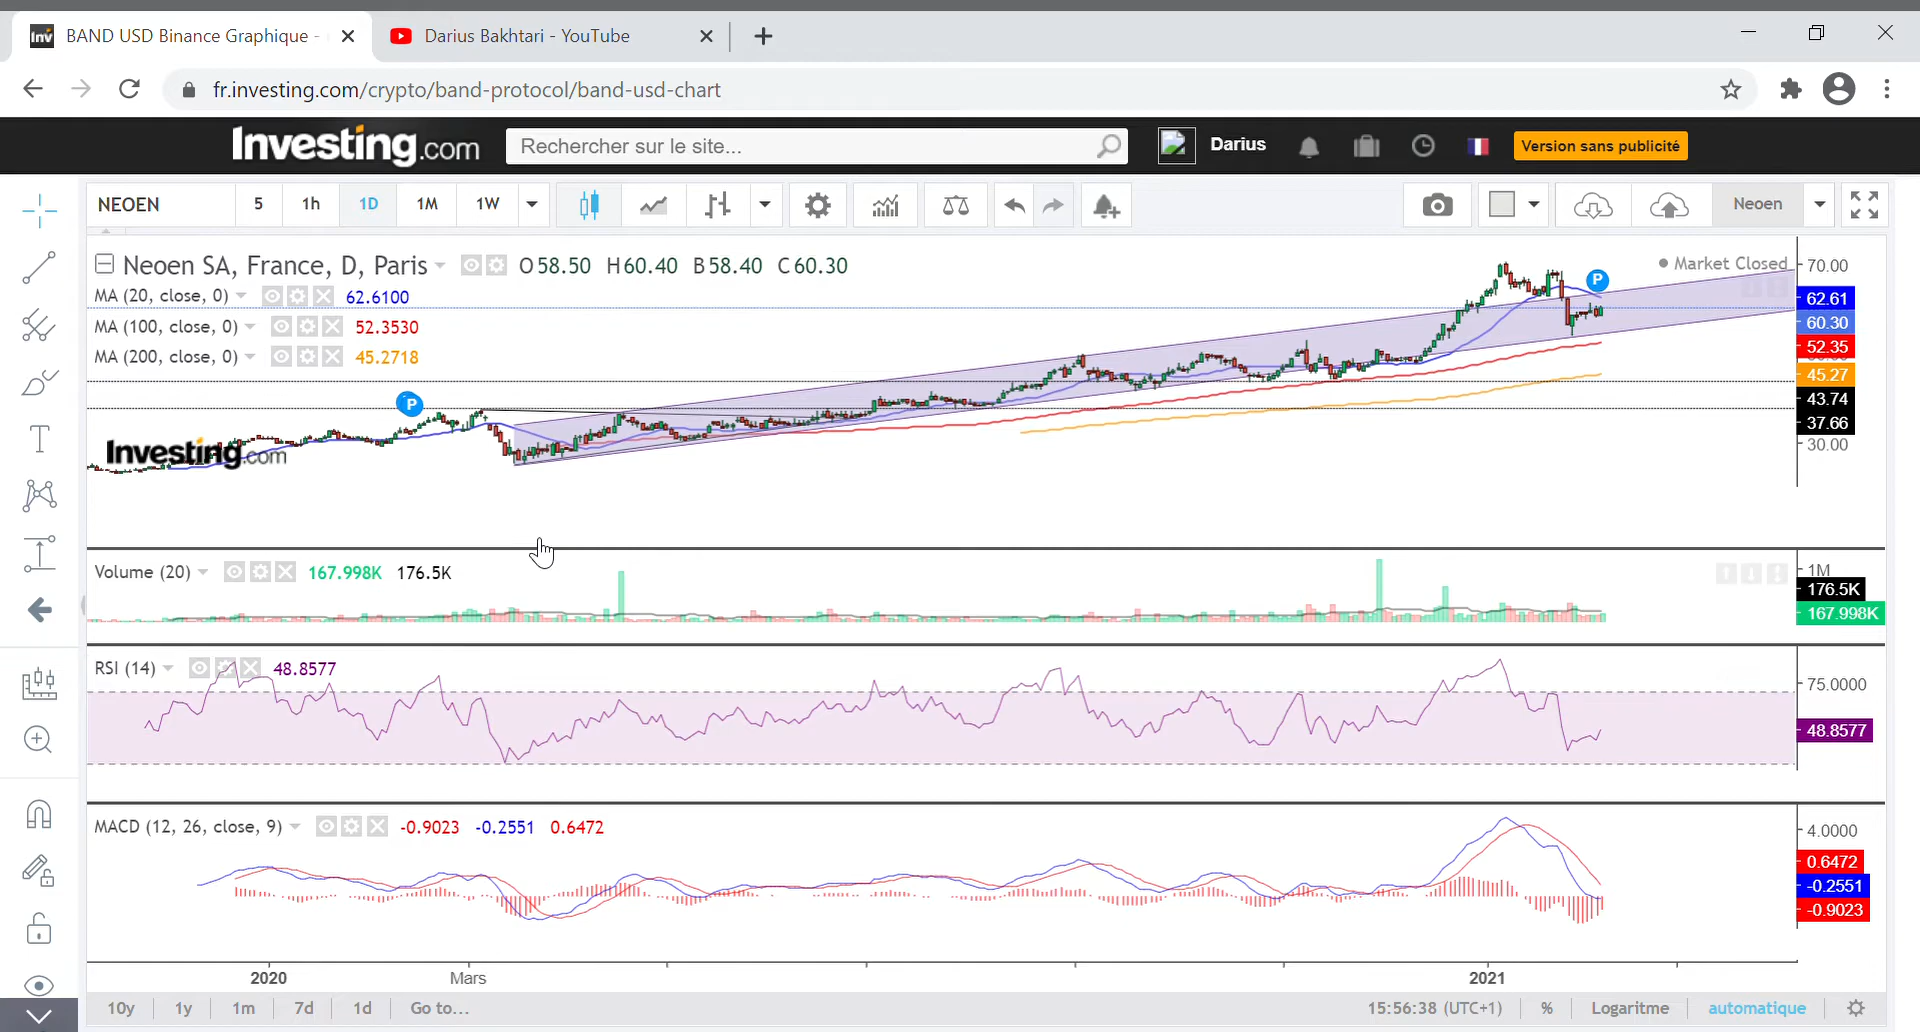 BAND USD Binance Graphique -
Darius Bakhtari - YouTube
fr.investing.com/crypto/band-protocol/band-usd-chart
Investing.com
Rechercher sur le site...
Darius
Version sans publicité
NEOEN
5
1h
1D
1M
1W
Neoen
Neoen SA, France, D, Paris
O58.50 H60.40 B58.40 C60.30
Market Closed
MA (20, close, 0)
62.6100
MA (100, close, 0)
52.3530
MA (200, close, 0)
45.2718
P
P
Investing.com
70.00
62.61
60.30
52.35
45.27
43.74
37.66
30.00
Volume (20)
167.998K
176.5K
1M
176.5K
167.998K
RSI (14)
48.8577
75.0000
48.8577
MACD (12, 26, close, 9)
-0.9023
-0.2551
0.6472
4.0000
0.6472
-0.2551
-0.9023
2020
Mars
2021
10y
1y
1m
7d
1d
Go to...
15:56:38 (UTC+1)
%
Logaritme
automatique